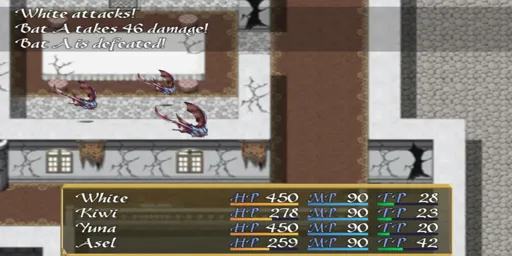 White attacks!
Bat A takes 46 damage!
Bat A is defeated!
White HP 450 MP 90 TP 28
Kiwi HP 278 MP 90 TP 23
Yuna HP 450 MP 90 TP 20
Asel HP 259 MP 90 TP 42